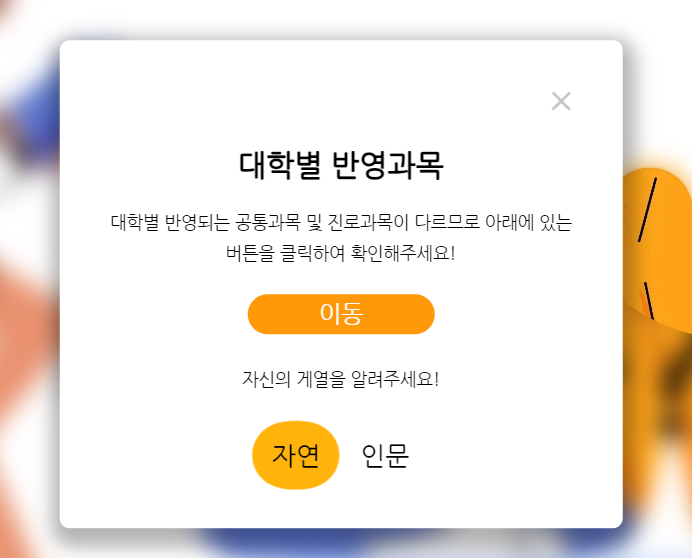 대학별 반영과목
대학별 반영되는 공통과목 및 진로과목이 다르므로 아래에 있는
버튼을 클릭하여 확인해주세요!
이동
자신의 게열을 알려주세요!
자연 인문